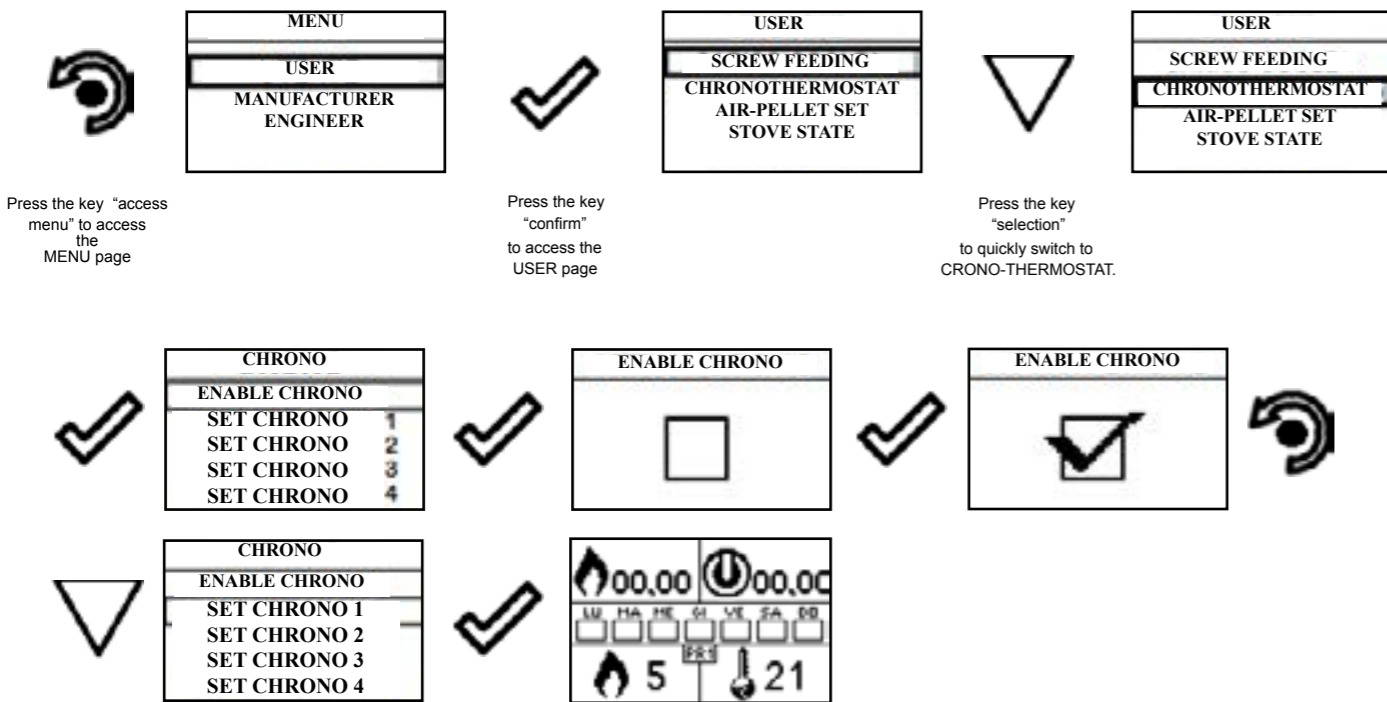 MENU
USER
MANUFACTURER
ENGINEER
USER
SCREW FEEDING
CHRONOTHERMOSTAT
AIR-PELLET SET
STOVE STATE
USER
SCREW FEEDING
CHRONOTHERMOSTAT
AIR-PELLET SET
STOVE STATE
Press the key "access
menu" to access
the
MENU page
Press the key
"confirm"
to access the
USER page
Press the key
"selection"
to quickly switch to
CRONO-THERMOSTAT.
CHRONO
ENABLE CHRONO
SET CHRONO 1
SET CHRONO 2
SET CHRONO 3
SET CHRONO 4
ENABLE CHRONO
ENABLE CHRONO
CHRONO
ENABLE CHRONO
SET CHRONO 1
SET CHRONO 2
SET CHRONO 3
SET CHRONO 4
00.00 00.00
LU MA ME GI VE SA DO
PR1
5 21